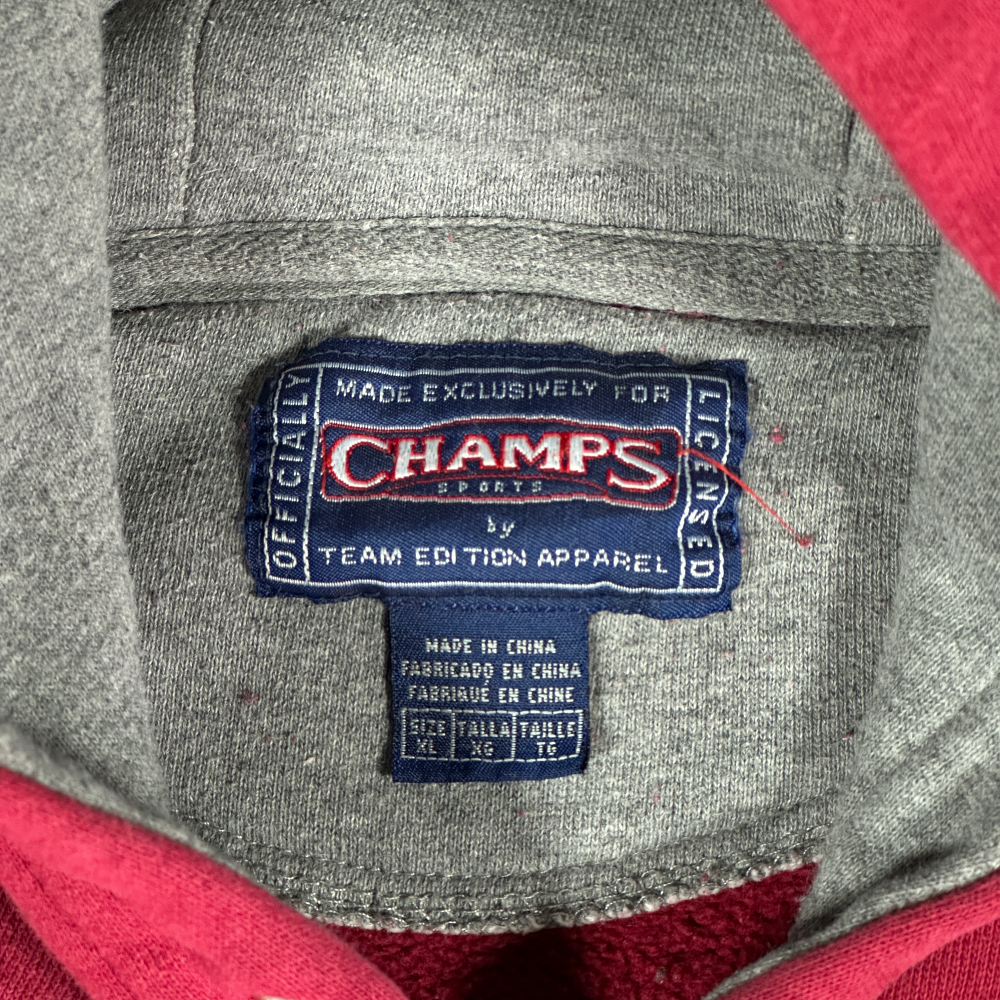 MADE EXCLUSIVELY FOR
OFFICIALLY
CHAMPS
SPORTS
by
TEAM EDITION APPAREL
LICENSED
MADE IN CHINA
FABRICADO EN CHINA
FABRIQUÉ EN CHINE
SIZE TALLA TAILLE
XL XG TG